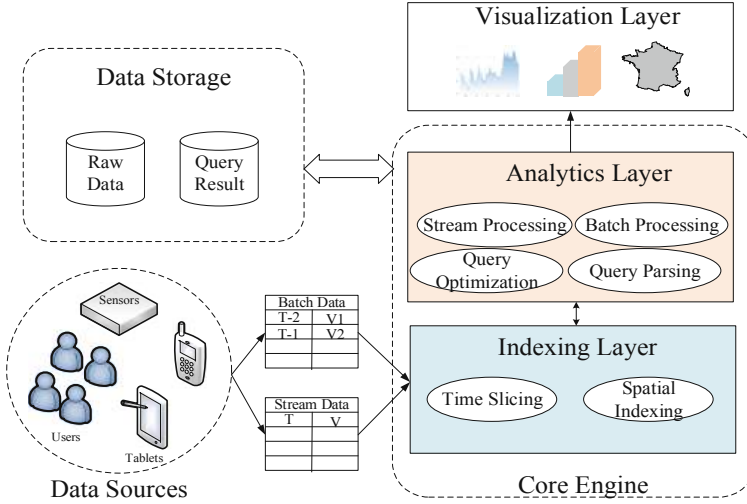 Visualization Layer
Data Storage
Raw
Data
Query
Result
Analytics Layer
Stream Processing
Batch Processing
Query
Optimization
Query Parsing
Sensors
Users
Tablets
Data Sources
Batch Data
T-2 V1
T-1 V2
Stream Data
T V
Indexing Layer
Time Slicing
Spatial
Indexing
Core Engine